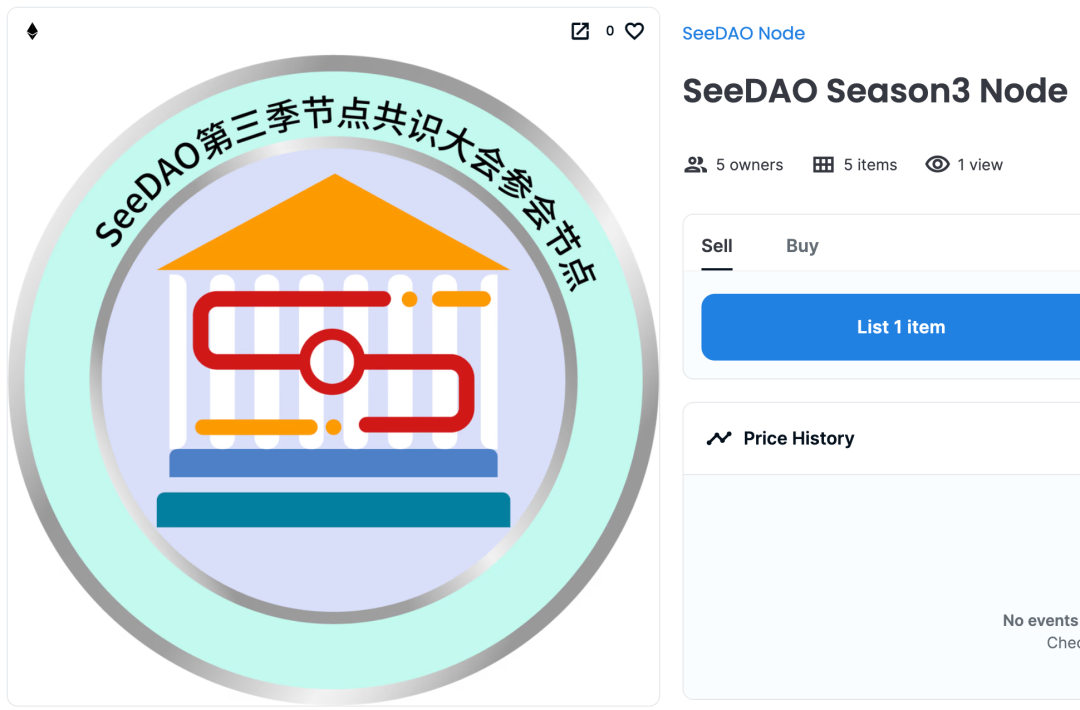 0
SeeDAO第三季节点共识大会参会节点
SeeDAO Node
SeeDAO Season3 Node
5 owners 5 items 1 view
Sell Buy
List 1 item
Price History
No events
Chec